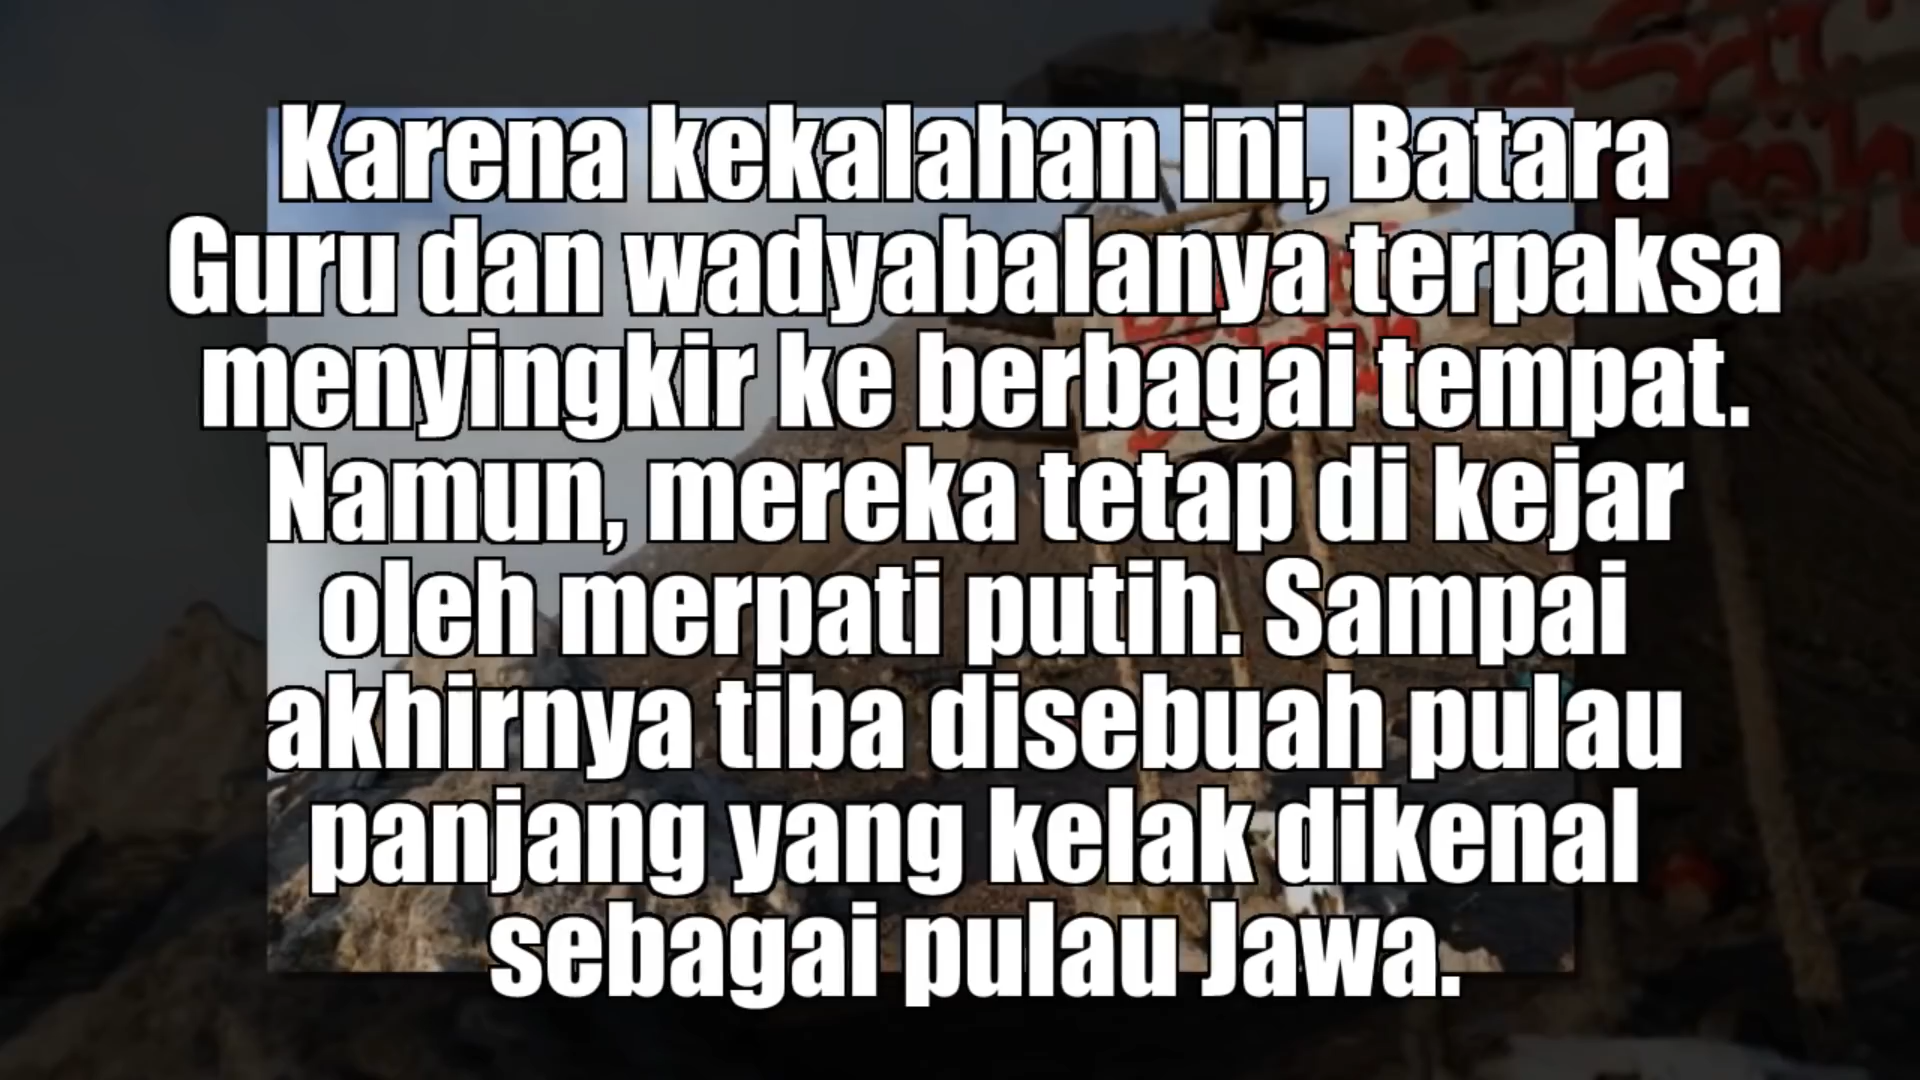 Karena kekalahan ini, Batara
Guru dan wadyabalanya terpaksa
menyingkir ke berbagai tempat.
Namun, mereka tetap di kejar
oleh merpati putih. Sampai
akhirnya tiba disebuah pulau
panjang yang kelak dikenal
sebagai pulau Jawa.